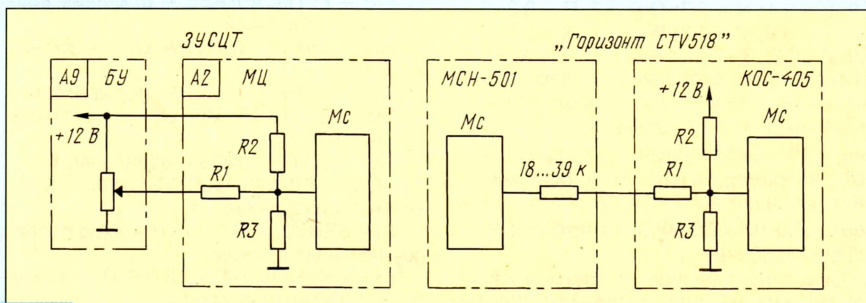 ЗУСЦТ
„Горизонт CTV518”
А9 БУ
+12 В
А2 МЦ
R2
R1
R3
Мс
МСН-501
Мс
18...39 к
КОС-405
+12 В
R2
R1
R3
Мс